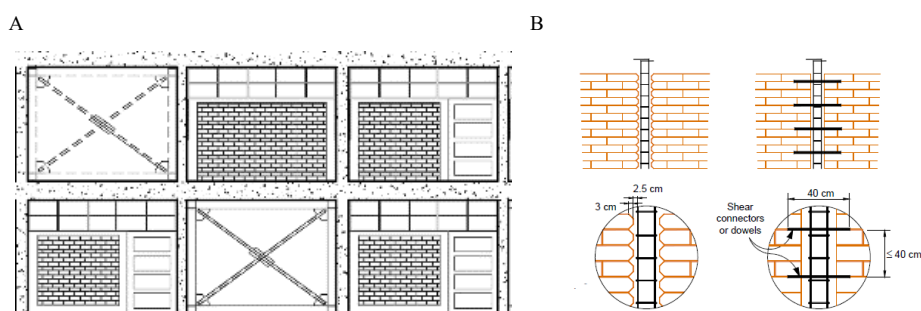 A
B
2.5 cm
3 cm
Shear
connectors
or dowels
40 cm
≤ 40 cm